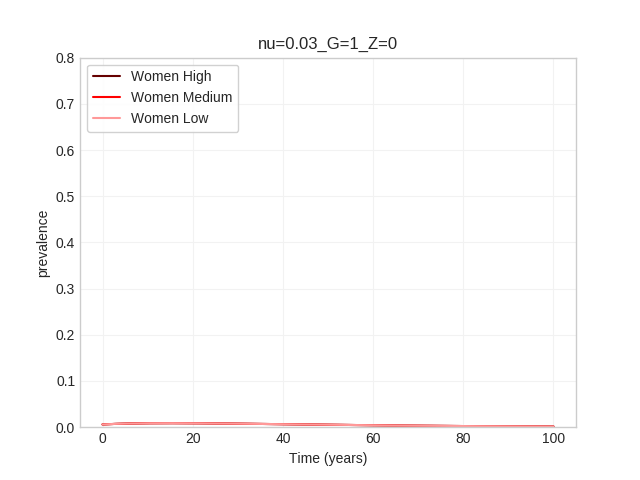 nu=0.03_G=1_Z=0
Women High
Women Medium
Women Low
0.8
0.7
0.6
0.5
0.4
0.3
0.2
0.1
0.0
prevalence
0 20 40 60 80 100
Time (years)